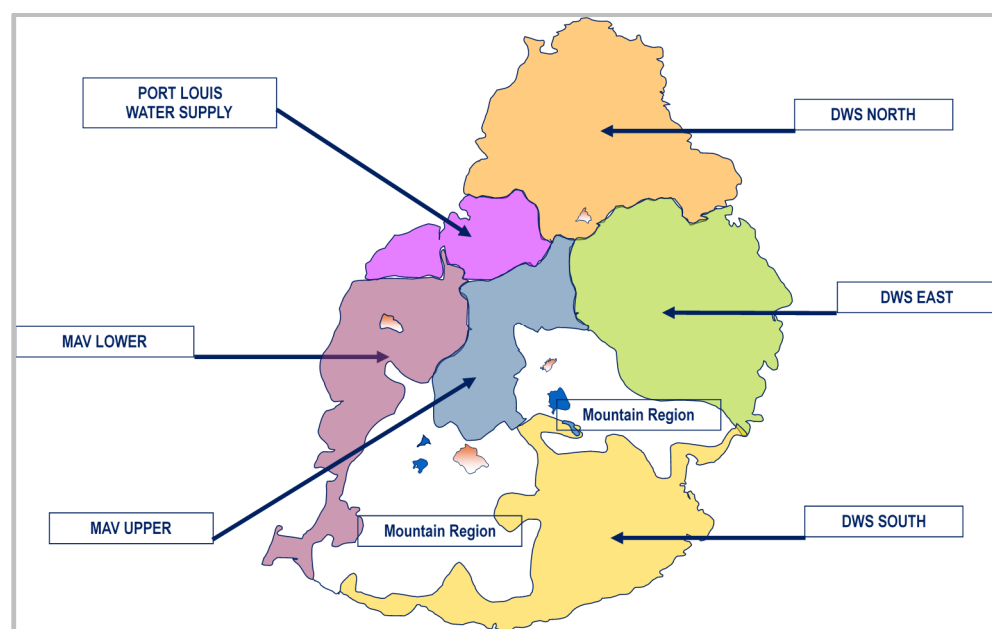 PORT LOUIS
WATER SUPPLY
DWS NORTH
DWS EAST
MAV LOWER
Mountain Region
MAV UPPER
Mountain Region
DWS SOUTH